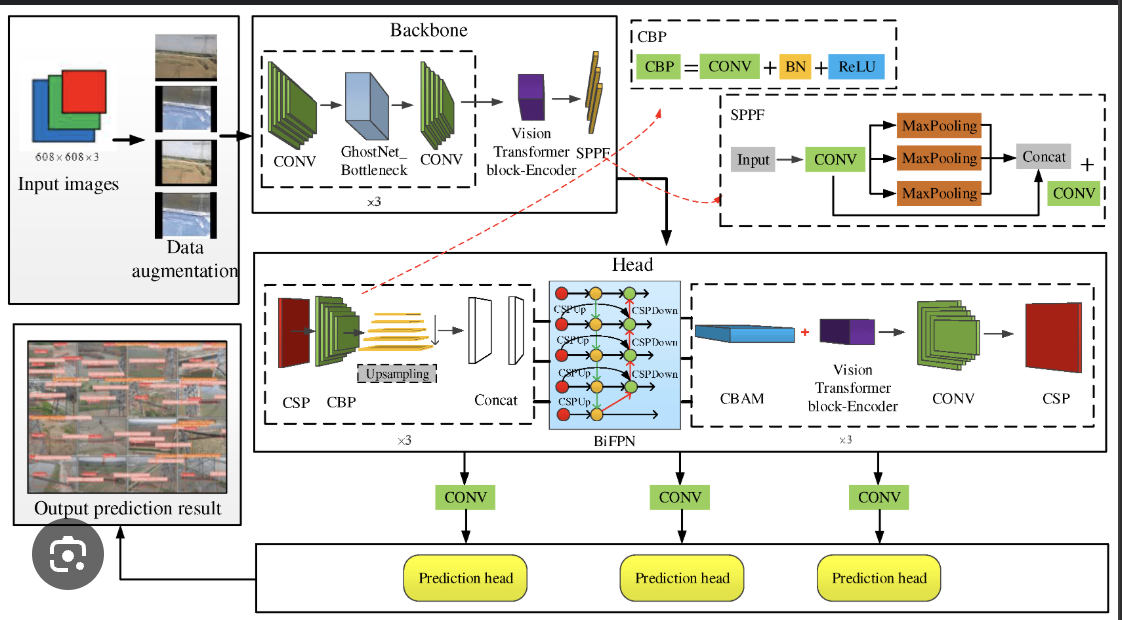 Backbone
CONV
GhostNet_
Bottleneck
CONV
Vision
Transformer
block-Encoder
SPPF
×3
608×608×3
Input images
Data
augmentation
CBP
CBP = CONV + BN + ReLU
SPPF
Input
CONV
MaxPooling
MaxPooling
MaxPooling
Concat
+
CONV
Head
CSP
CBP
Upsampling
Concat
×3
CSPUp
CSPDown
CSPUp
CSPDown
CSPUp
CSPDown
CSPUp
BiFPN
CBAM
+
Vision
Transformer
block-Encoder
CONV
CSP
×3
CONV
CONV
CONV
Prediction head
Prediction head
Prediction head
Output prediction result